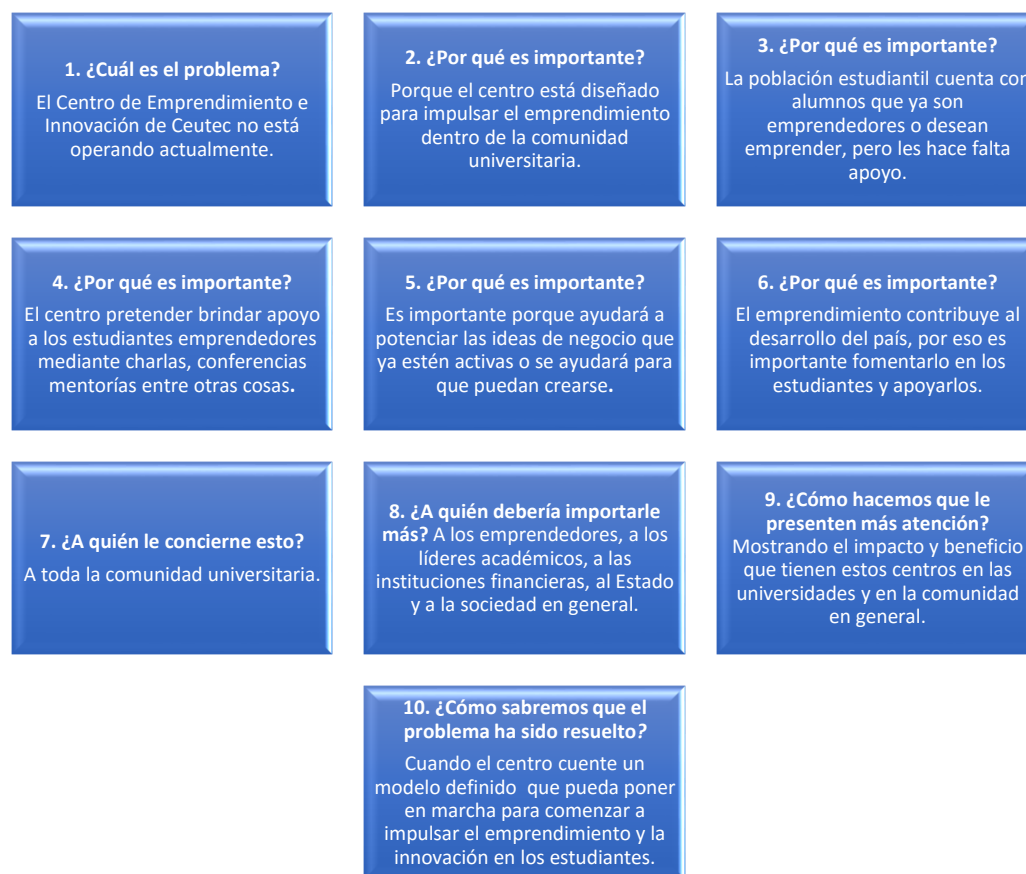 1. ¿Cuál es el problema?
El Centro de Emprendimiento e
Innovación de Ceutec no está
operando actualmente.
2. ¿Por qué es importante?
Porque el centro está diseñado
para impulsar el emprendimiento
dentro de la comunidad
universitaria.
3. ¿Por qué es importante?
La población estudiantil cuenta con
alumnos que ya son
emprendedores o desean
emprender, pero les hace falta
apoyo.
4. ¿Por qué es importante?
El centro pretender brindar apoyo
a los estudiantes emprendedores
mediante charlas, conferencias
mentorías entre otras cosas.
5. ¿Por qué es importante?
Es importante porque ayudará a
potenciar las ideas de negocio que
ya estén activas o se ayudará para
que puedan crearse.
6. ¿Por qué es importante?
El emprendimiento contribuye al
desarrollo del país, por eso es
importante fomentarlo en los
estudiantes y apoyarlos.
7. ¿A quién le concierne esto?
A toda la comunidad universitaria.
8. ¿A quién debería importarle
más? A los emprendedores, a los
líderes académicos, a las
instituciones financieras, al Estado
y a la sociedad en general.
9. ¿Cómo hacemos que le
presenten más atención?
Mostrando el impacto y beneficio
que tienen estos centros en las
universidades y en la comunidad
en general.
10. ¿Cómo sabremos que el
problema ha sido resuelto?
Cuando el centro cuente un
modelo definido que pueda poner
en marcha para comenzar a
impulsar el emprendimiento y la
innovación en los estudiantes.